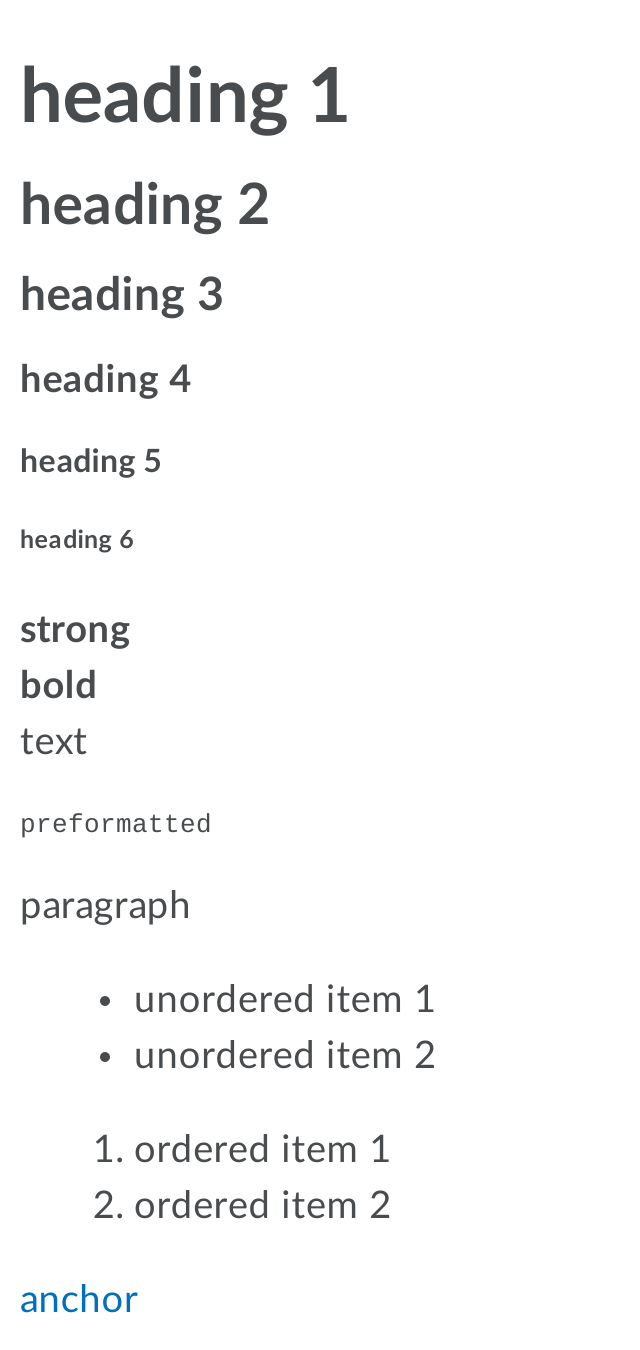 heading 1
heading 2
heading 3
heading 4
heading 5
heading 6
strong
bold
text
preformatted
paragraph
• unordered item 1
• unordered item 2
1. ordered item 1
2. ordered item 2
anchor